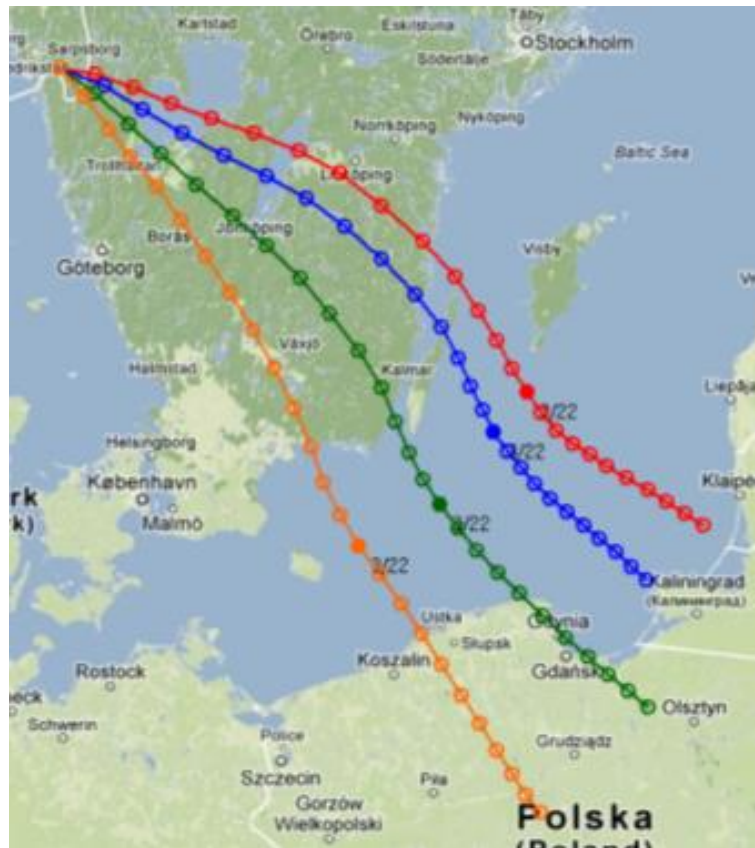 Karlstad
Eskilstuna
Täby
Sarpsborg
Örebro
Stockholm
Södertälje
Norrköping
Nyköping
Trollhättan
Linköping
Baltic Sea
Borås
Jönköping
Visby
Göteborg
Växjö
Halmstad
Kalmar
Liepāja
2/22
Helsingborg
2/22
København
Klaipė
rk
Malmö
rk)
2/22
2/22
Kaliningrad
(Калининград)
Ustka
Gdynia
Słupsk
Koszalin
Gdańsk
Rostock
Olsztyn
eck
Schwerin
Police
Grudziądz
Szczecin
Piła
Gorzów
Wielkopolski
Polska
(Poland)